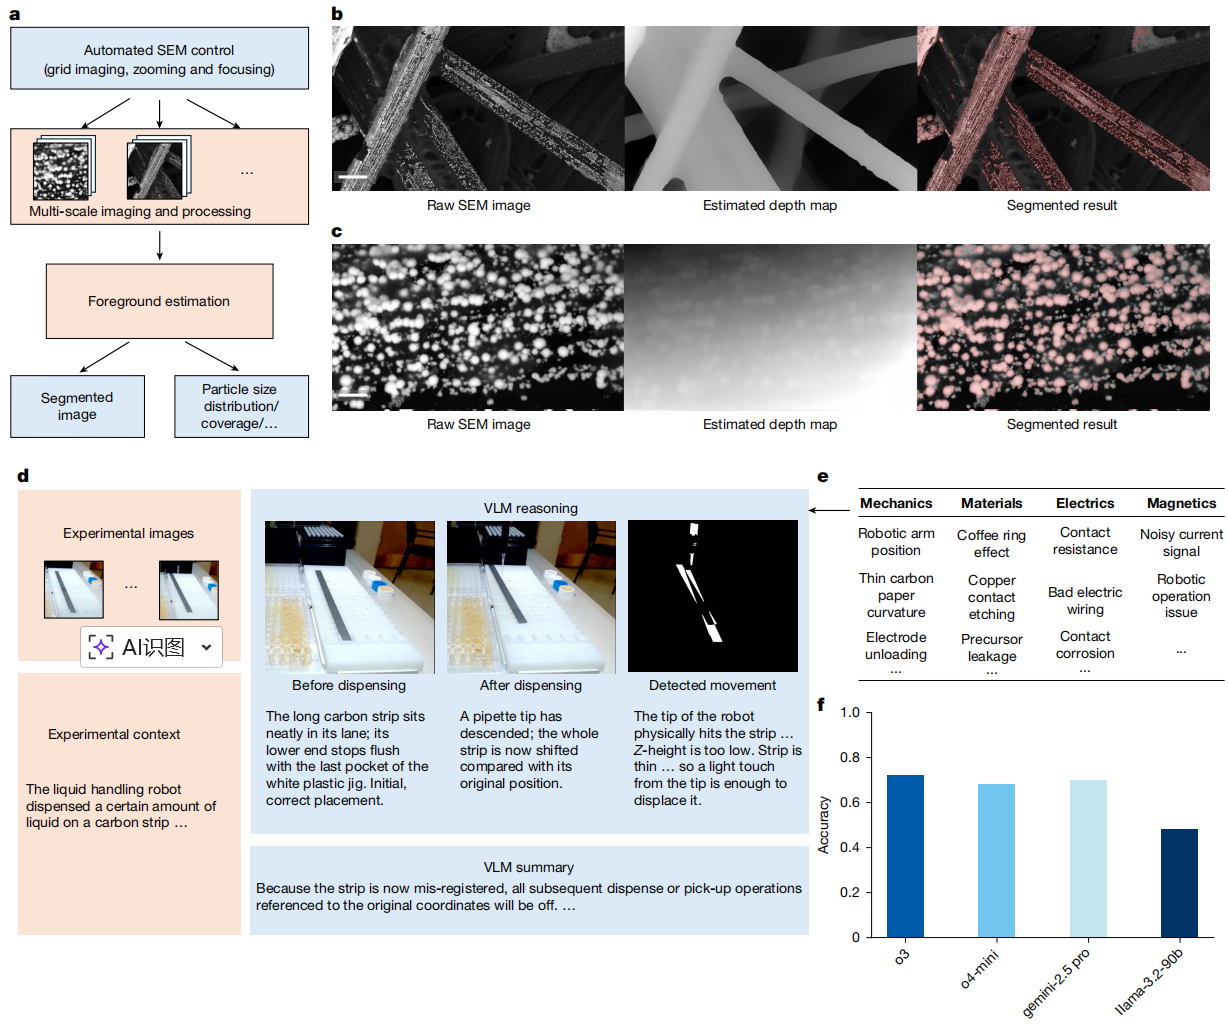 a
Automated SEM control
(grid imaging, zooming and focusing)
...
Multi-scale imaging and processing
Foreground estimation
Segmented
image
Particle size
distribution/
coverage/...
b
Raw SEM image
Estimated depth map
Segmented result
c
Raw SEM image
Estimated depth map
Segmented result
d
Experimental images
...
AI识图
Experimental context
The liquid handling robot
dispensed a certain amount of
liquid on a carbon strip ...
VLM reasoning
Before dispensing
After dispensing
Detected movement
The long carbon strip sits
neatly in its lane; its
lower end stops flush
with the last pocket of the
white plastic jig. Initial,
correct placement.
A pipette tip has
descended; the whole
strip is now shifted
compared with its
original position.
The tip of the robot
physically hits the strip ...
Z-height is too low. Strip is
thin ... so a light touch
from the tip is enough to
displace it.
VLM summary
Because the strip is now mis-registered, all subsequent dispense or pick-up operations
referenced to the original coordinates will be off. ...
e
Mechanics
Materials
Electrics
Magnetics
Robotic arm
position
Coffee ring
effect
Contact
resistance
Noisy current
signal
Thin carbon
paper
curvature
Copper
contact
etching
Bad electric
wiring
Robotic
operation
issue
Electrode
unloading
...
Precursor
leakage
...
Contact
corrosion
...
...
f
Accuracy
1.0
0.8
0.6
0.4
0.2
0
o3
o4-mini
gemini-2.5 pro
llama-3.2-90b